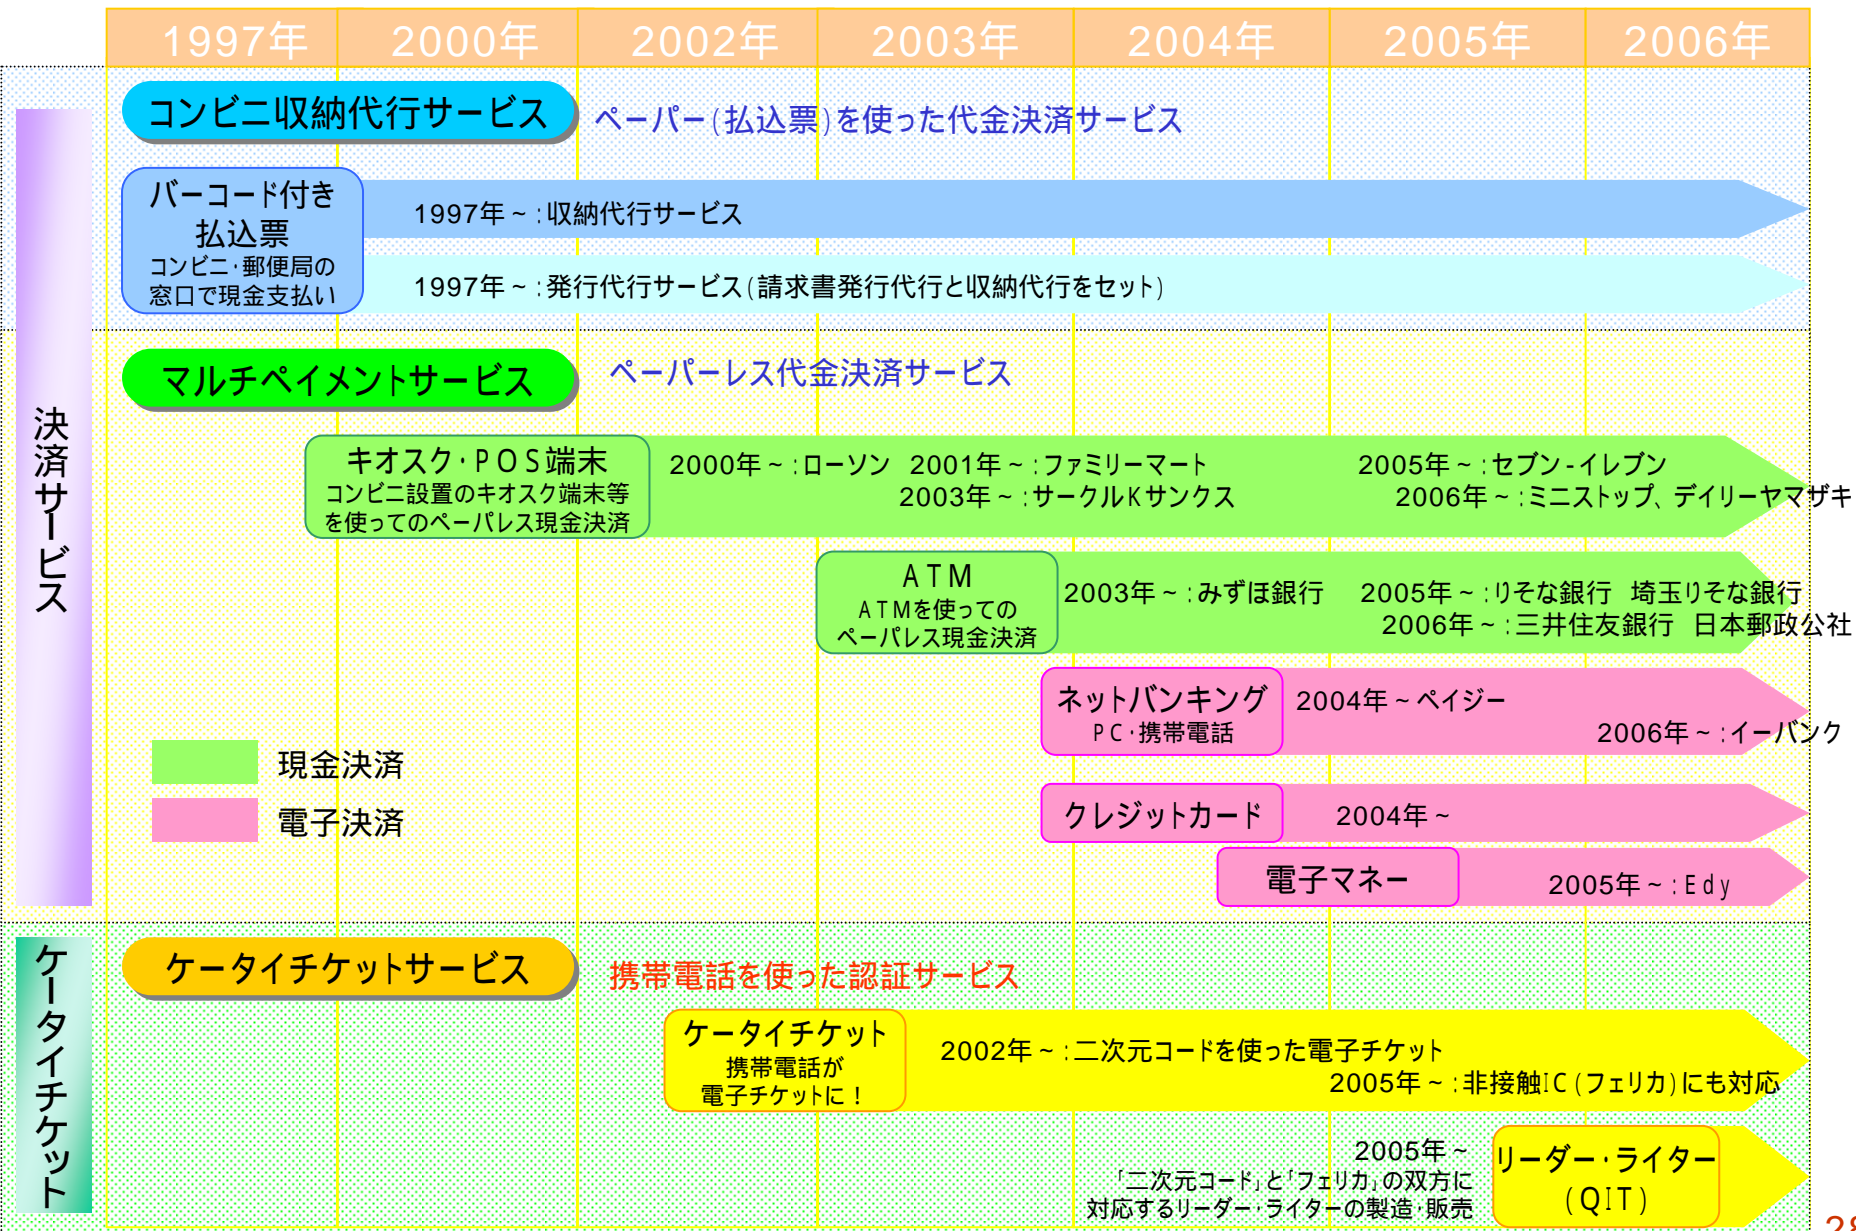 1997年 2000年 2002年 2003年 2004年 2005年 2006年
決済サービス
コンビニ収納代行サービス
ペーパー(払込票)を使った代金決済サービス
バーコード付き
払込票
コンビニ・郵便局の
窓口で現金支払い
1997年~:収納代行サービス
1997年~:発行代行サービス(請求書発行代行と収納代行をセット)
マルチペイメントサービス
ペーパーレス代金決済サービス
キオスク・POS端末
コンビニ設置のキオスク端末等
を使ってのペーパレス現金決済
2000年~:ローソン 2001年~:ファミリーマート 2005年~:セブン-イレブン
2003年~:サークルKサンクス 2006年~:ミニストップ、デイリーヤマザキ
ATM
ATMを使っての
ペーパレス現金決済
2003年~:みずほ銀行 2005年~:りそな銀行 埼玉りそな銀行
2006年~:三井住友銀行 日本郵政公社
ネットバンキング
PC・携帯電話
2004年~ペイジー
2006年~:イーバンク
現金決済
電子決済
クレジットカード
2004年~
電子マネー
2005年~:Edy
ケータイチケット
ケータイチケットサービス
携帯電話を使った認証サービス
ケータイチケット
携帯電話が
電子チケットに!
2002年~:二次元コードを使った電子チケット
2005年~:非接触IC(フェリカ)にも対応
2005年~
「二次元コード」と「フェリカ」の双方に
対応するリーダー・ライターの製造・販売
リーダー・ライター
(QIT)